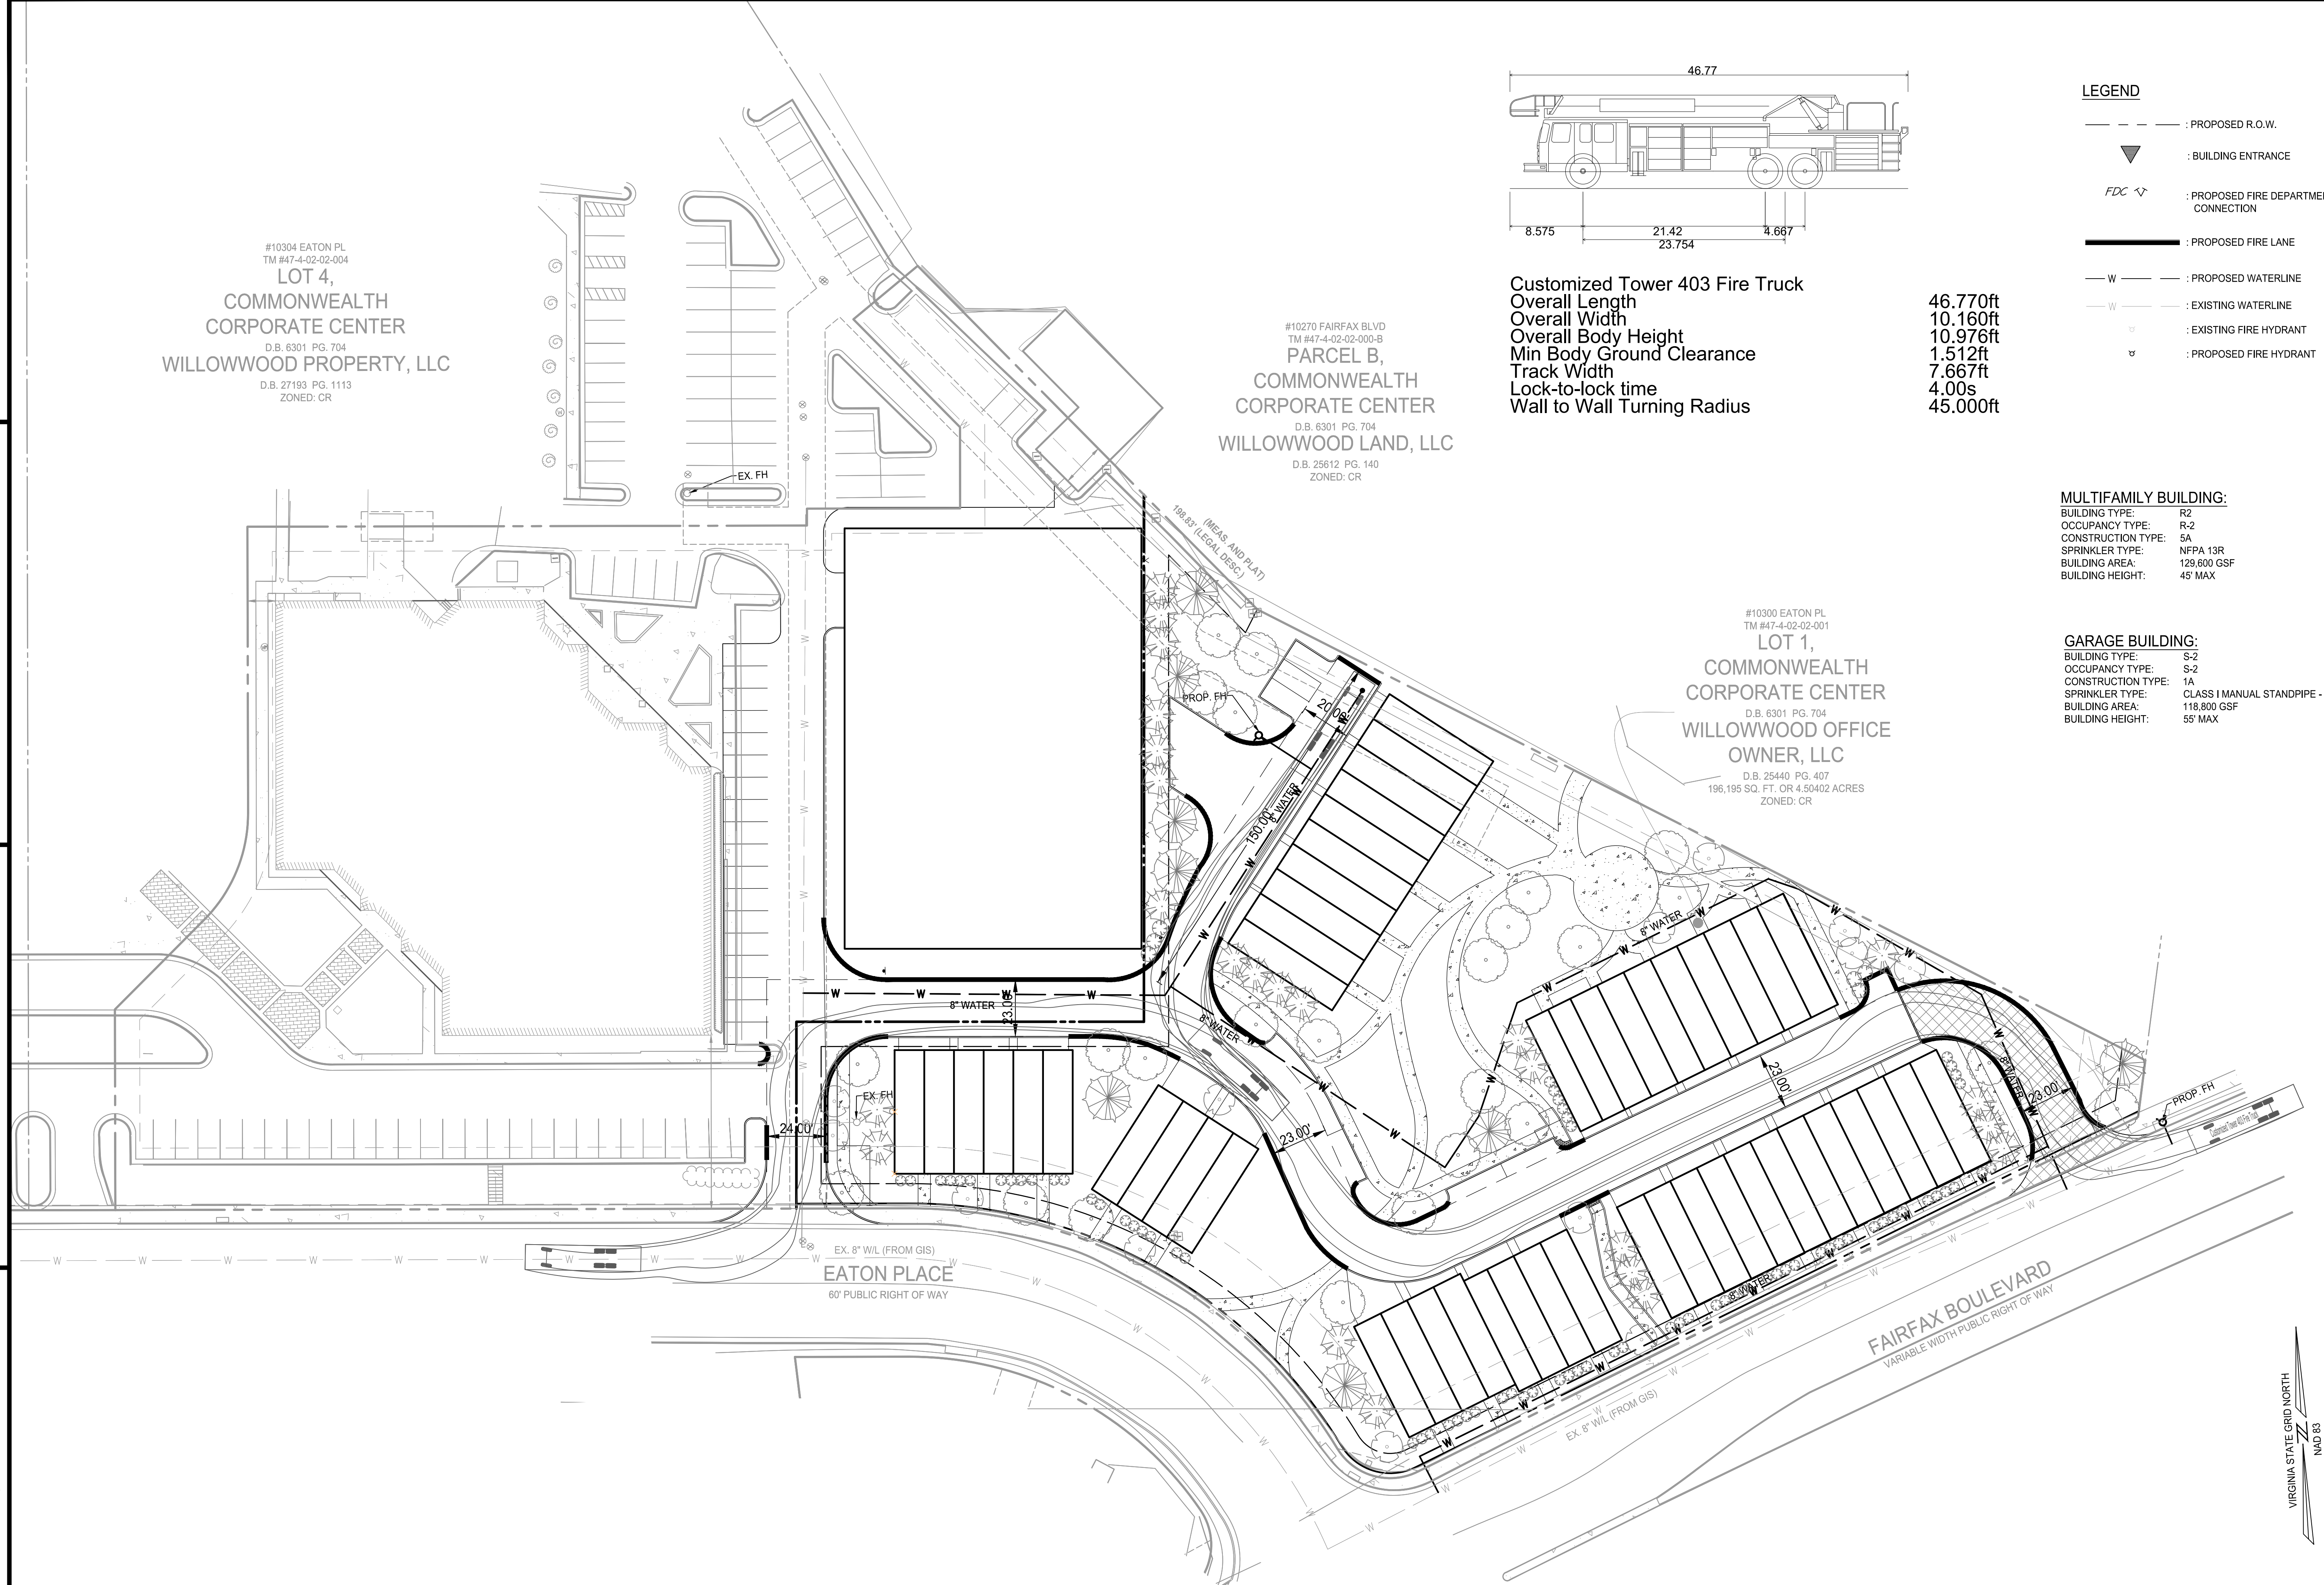 46.77
8.575
21.42
4.667
23.754
Customized Tower 403 Fire Truck
Overall Length 46.770ft
Overall Width 10.160ft
Overall Body Height 10.976ft
Min Body Ground Clearance 1.512ft
Track Width 7.667ft
Lock-to-lock time 4.00s
Wall to Wall Turning Radius 45.000ft
LEGEND
: PROPOSED R.O.W.
: BUILDING ENTRANCE
FDC
: PROPOSED FIRE DEPARTME
CONNECTION
: PROPOSED FIRE LANE
W : PROPOSED WATERLINE
W : EXISTING WATERLINE
: EXISTING FIRE HYDRANT
: PROPOSED FIRE HYDRANT
MULTIFAMILY BUILDING:
BUILDING TYPE: R2
OCCUPANCY TYPE: R-2
CONSTRUCTION TYPE: 5A
SPRINKLER TYPE: NFPA 13R
BUILDING AREA: 129,600 GSF
BUILDING HEIGHT: 45' MAX
GARAGE BUILDING:
BUILDING TYPE: S-2
OCCUPANCY TYPE: S-2
CONSTRUCTION TYPE: 1A
SPRINKLER TYPE: CLASS I MANUAL STANDPIPE -
BUILDING AREA: 118,800 GSF
BUILDING HEIGHT: 55' MAX
#10304 EATON PL
TM #47-4-02-02-004
LOT 4,
COMMONWEALTH
CORPORATE CENTER
D.B. 6301 PG. 704
WILLOWWOOD PROPERTY, LLC
D.B. 27193 PG. 1113
ZONED: CR
#10270 FAIRFAX BLVD
TM #47-4-02-02-000-B
PARCEL B,
COMMONWEALTH
CORPORATE CENTER
D.B. 6301 PG. 704
WILLOWWOOD LAND, LLC
D.B. 25612 PG. 140
ZONED: CR
EX. FH
(MEAS. AND PLAT)
198.83' (LEGAL DESC.)
#10300 EATON PL
TM #47-4-02-02-001
LOT 1,
COMMONWEALTH
CORPORATE CENTER
D.B. 6301 PG. 704
WILLOWWOOD OFFICE
OWNER, LLC
D.B. 25440 PG. 407
196,195 SQ. FT. OR 4.50402 ACRES
ZONED: CR
PROP. FH
20.00'
150.00'
8" WATER
8" WATER
8" WATER
23.00'
8" WATER
23.00'
8" WATER
23.00'
PROP. FH
Customized Tower 403 Fire Truck
EX. FH
24.00'
23.00'
8" WATER
EX. 8" W/L (FROM GIS)
EATON PLACE
60' PUBLIC RIGHT OF WAY
FAIRFAX BOULEVARD
VARIABLE WIDTH PUBLIC RIGHT OF WAY
EX. 8" W/L (FROM GIS)
VIRGINIA STATE GRID NORTH
NAD 83